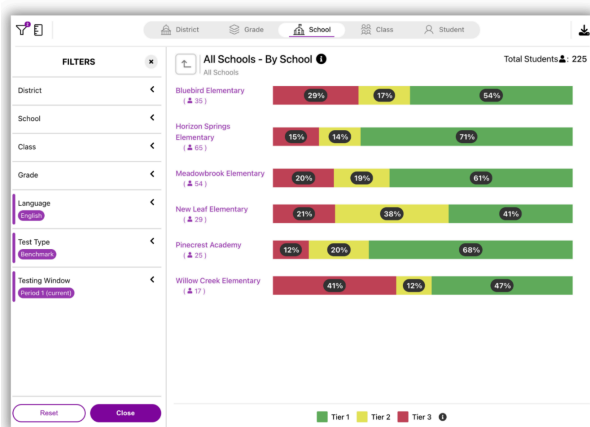 1
District
Grade
School
Class
Student
FILTERS
×
All Schools - By School
All Schools
Total Students : 225
District
School
Class
Grade
Language
English
Test Type
Benchmark
Testing Window
Period 1 (current)
Reset
Close
Bluebird Elementary
( 35 )
29%
17%
54%
Horizon Springs
Elementary
( 65 )
15%
14%
71%
Meadowbrook Elementary
( 54 )
20%
19%
61%
New Leaf Elementary
( 29 )
21%
38%
41%
Pinecrest Academy
( 25 )
12%
20%
68%
Willow Creek Elementary
( 17 )
41%
12%
47%
Tier 1
Tier 2
Tier 3